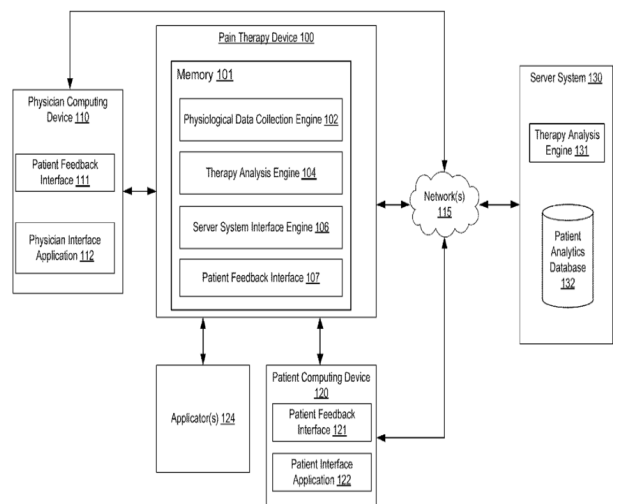 Pain Therapy Device 100
Memory 101
Physiological Data Collection Engine 102
Therapy Analysis Engine 104
Server System Interface Engine 106
Patient Feedback Interface 107
Physician Computing
Device 110
Patient Feedback
Interface 111
Physician Interface
Application 112
Network(s)
115
Server System 130
Therapy Analysis
Engine 131
Patient
Analytics
Database
132
Applicator(s) 124
Patient Computing Device
120
Patient Feedback
Interface 121
Patient Interface
Application 122